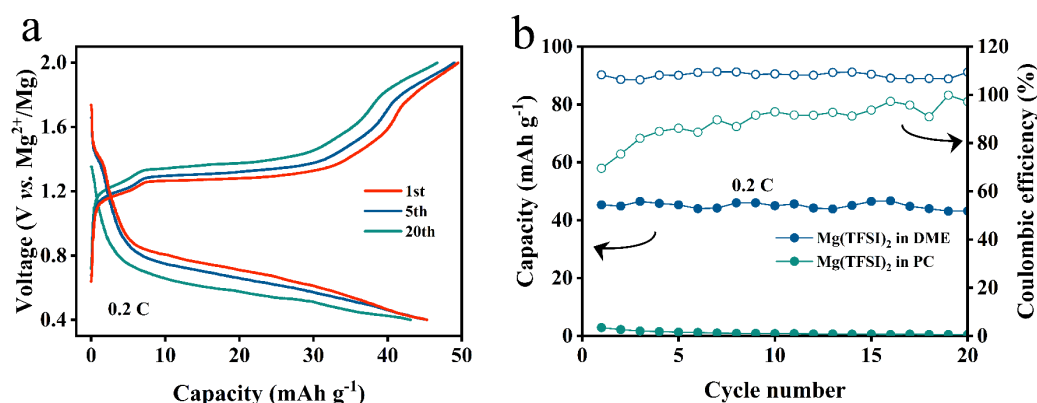 a
Voltage (V vs. Mg²⁺/Mg)
2.0
1.6
1.2
0.8
0.4
1st
5th
20th
0.2 C
0 10 20 30 40 50
Capacity (mAh g⁻¹)
b
Capacity (mAh g⁻¹)
100
80
60
40
20
0
0.2 C
Mg(TFSI)₂ in DME
Mg(TFSI)₂ in PC
0 5 10 15 20
Cycle number
120
100
80
60
40
20
0
Coulombic efficiency (%)